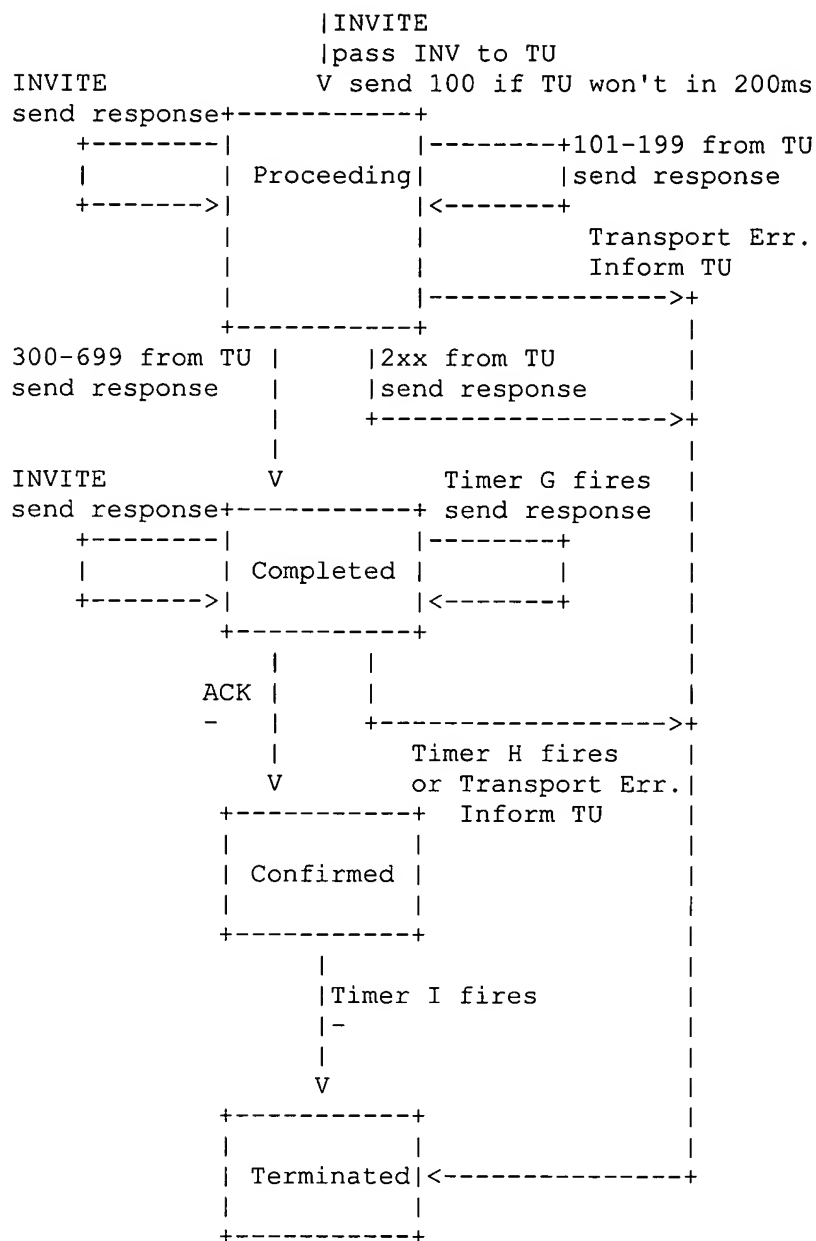 INVITE
pass INV to TU
INVITE V send 100 if TU won't in 200ms
send response
101-199 from TU
Proceeding send response
Transport Err.
Inform TU
300-699 from TU 2xx from TU
send response send response
INVITE V Timer G fires
send response send response
Completed
ACK
-
Timer H fires
V or Transport Err.
Inform TU
Confirmed
Timer I fires
-
V
Terminated